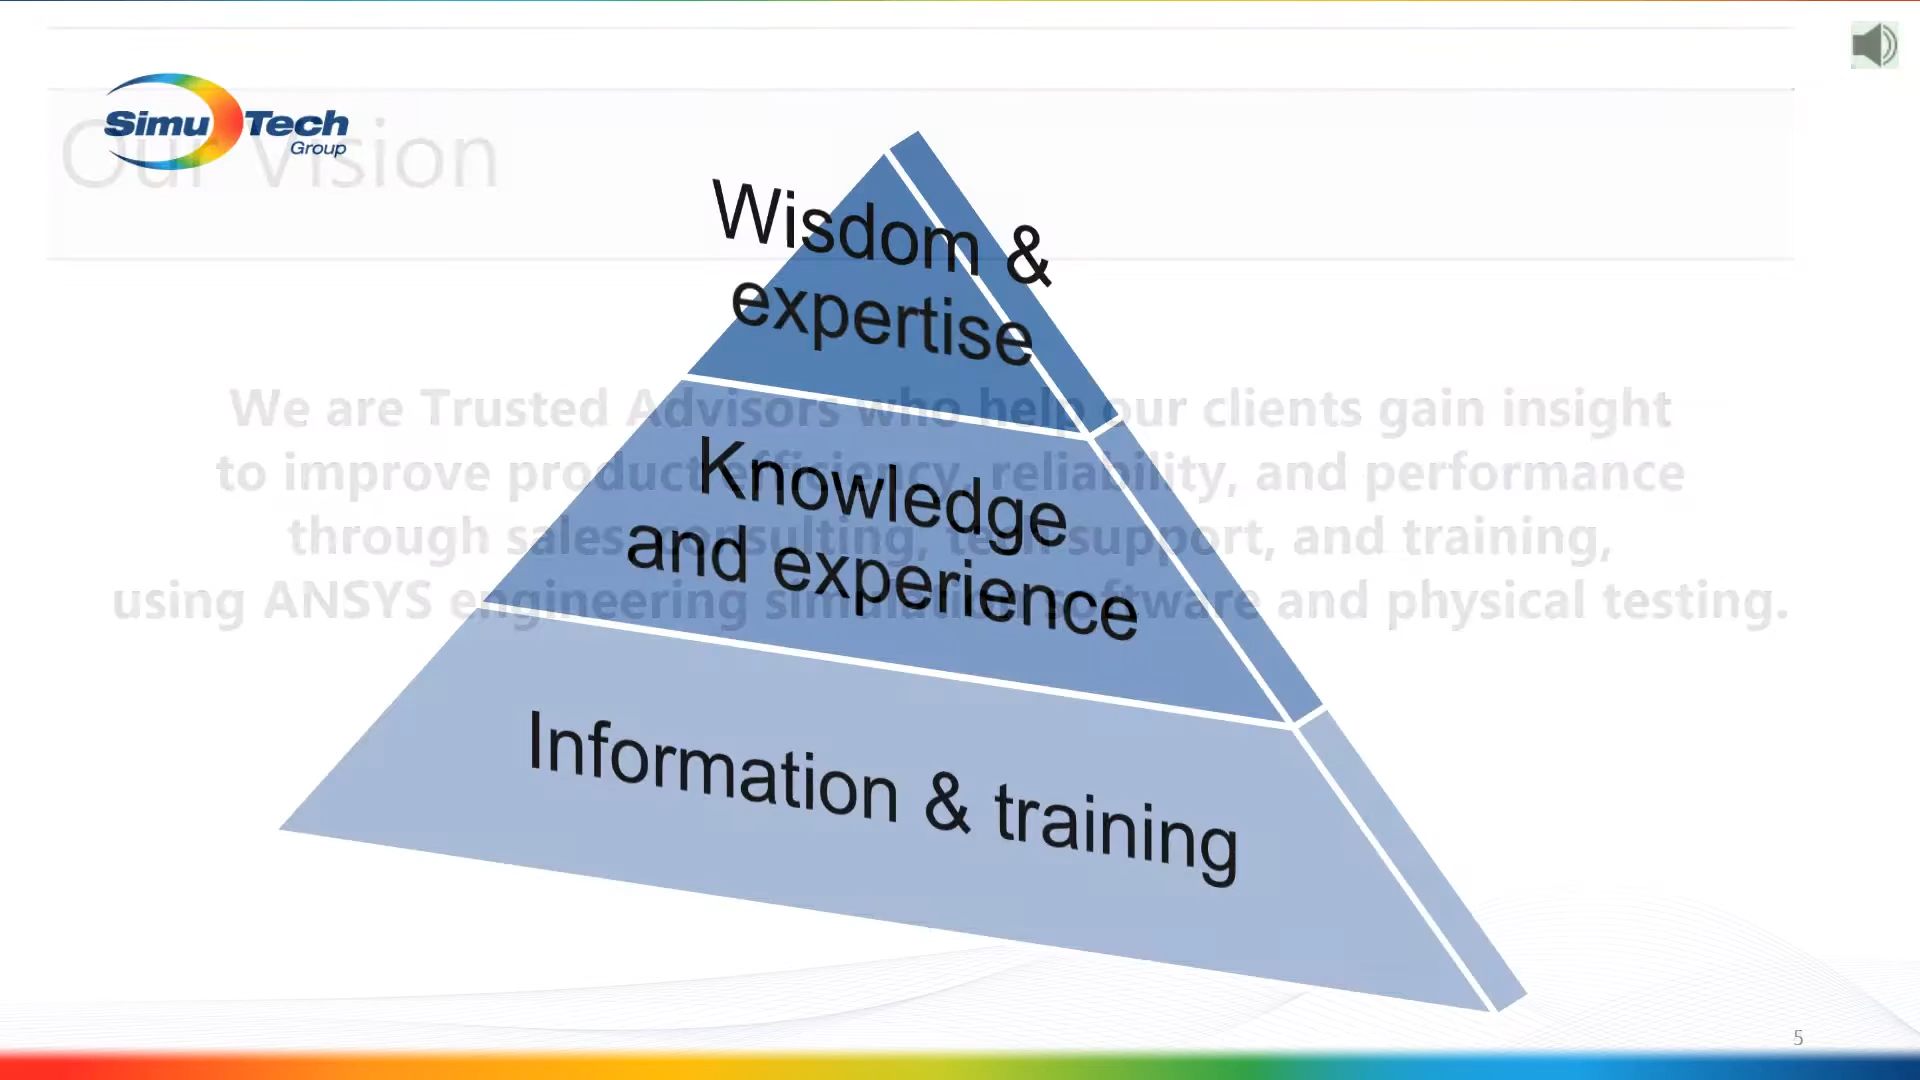 Simu Tech
Group
Our Vision
Wisdom &
expertise
We are Trusted Advisors who help our clients gain insight
to improve product efficiency, reliability, and performance
through sales consulting, tech support, and training,
using ANSYS engineering simulation software and physical testing.
Knowledge
and experience
Information & training
5